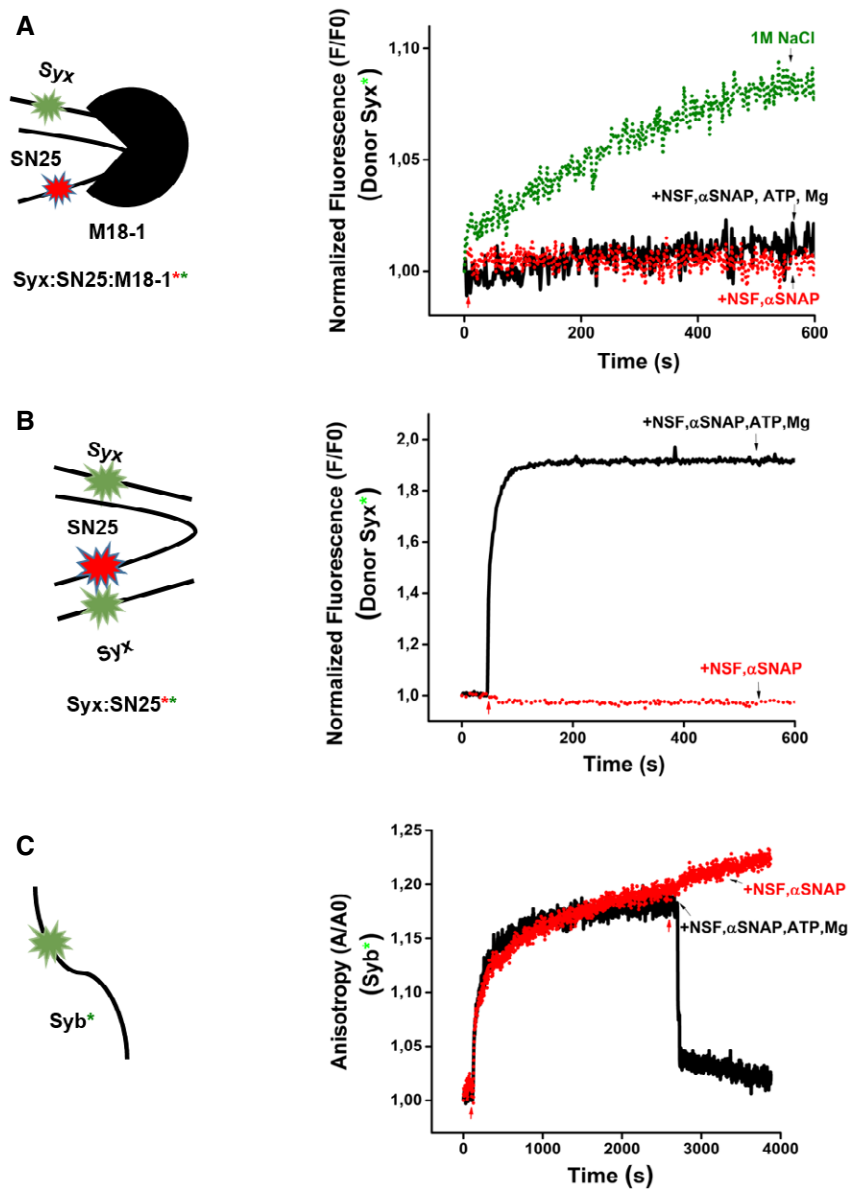 A
Syx
SN25
M18-1
Syx:SN25:M18-1**
Normalized Fluorescence (F/F0)
(Donor Syx*)
1,10
1,05
1,00
1M NaCl
+NSF,αSNAP, ATP, Mg
+NSF,αSNAP
0
200
400
600
Time (s)
B
Syx
SN25
Syx
Syx:SN25**
Normalized Fluorescence (F/F0)
(Donor Syx*)
2,0
1,8
1,6
1,4
1,2
1,0
+NSF,αSNAP,ATP,Mg
+NSF,αSNAP
0
200
400
600
Time (s)
C
Syb*
Anisotropy (A/A0)
(Syb*)
1,25
1,20
1,15
1,10
1,05
1,00
+NSF,αSNAP
+NSF,αSNAP,ATP,Mg
0
1000
2000
3000
4000
Time (s)